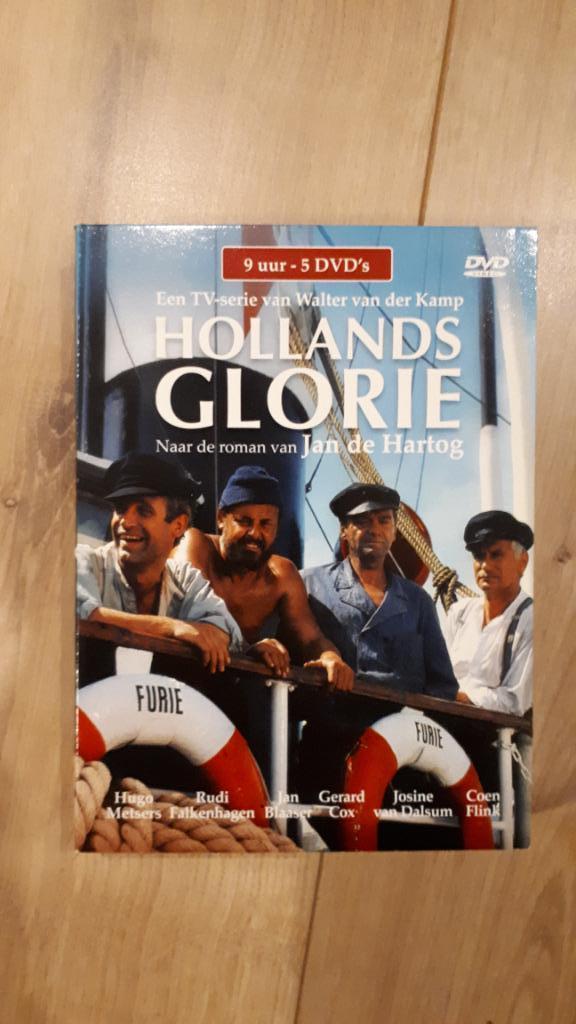 9 uur - 5 DVD's
DVD
VIDEO
Een TV-serie van Walter van der Kamp
HOLLANDS
GLORIE
Naar de roman van Jan de Hartog
FURIE
FURIE
Hugo Metsers
Rudi Falkenhagen
Jan Blaaser
Gerard Cox
Josine van Dalsum
Coen Flink